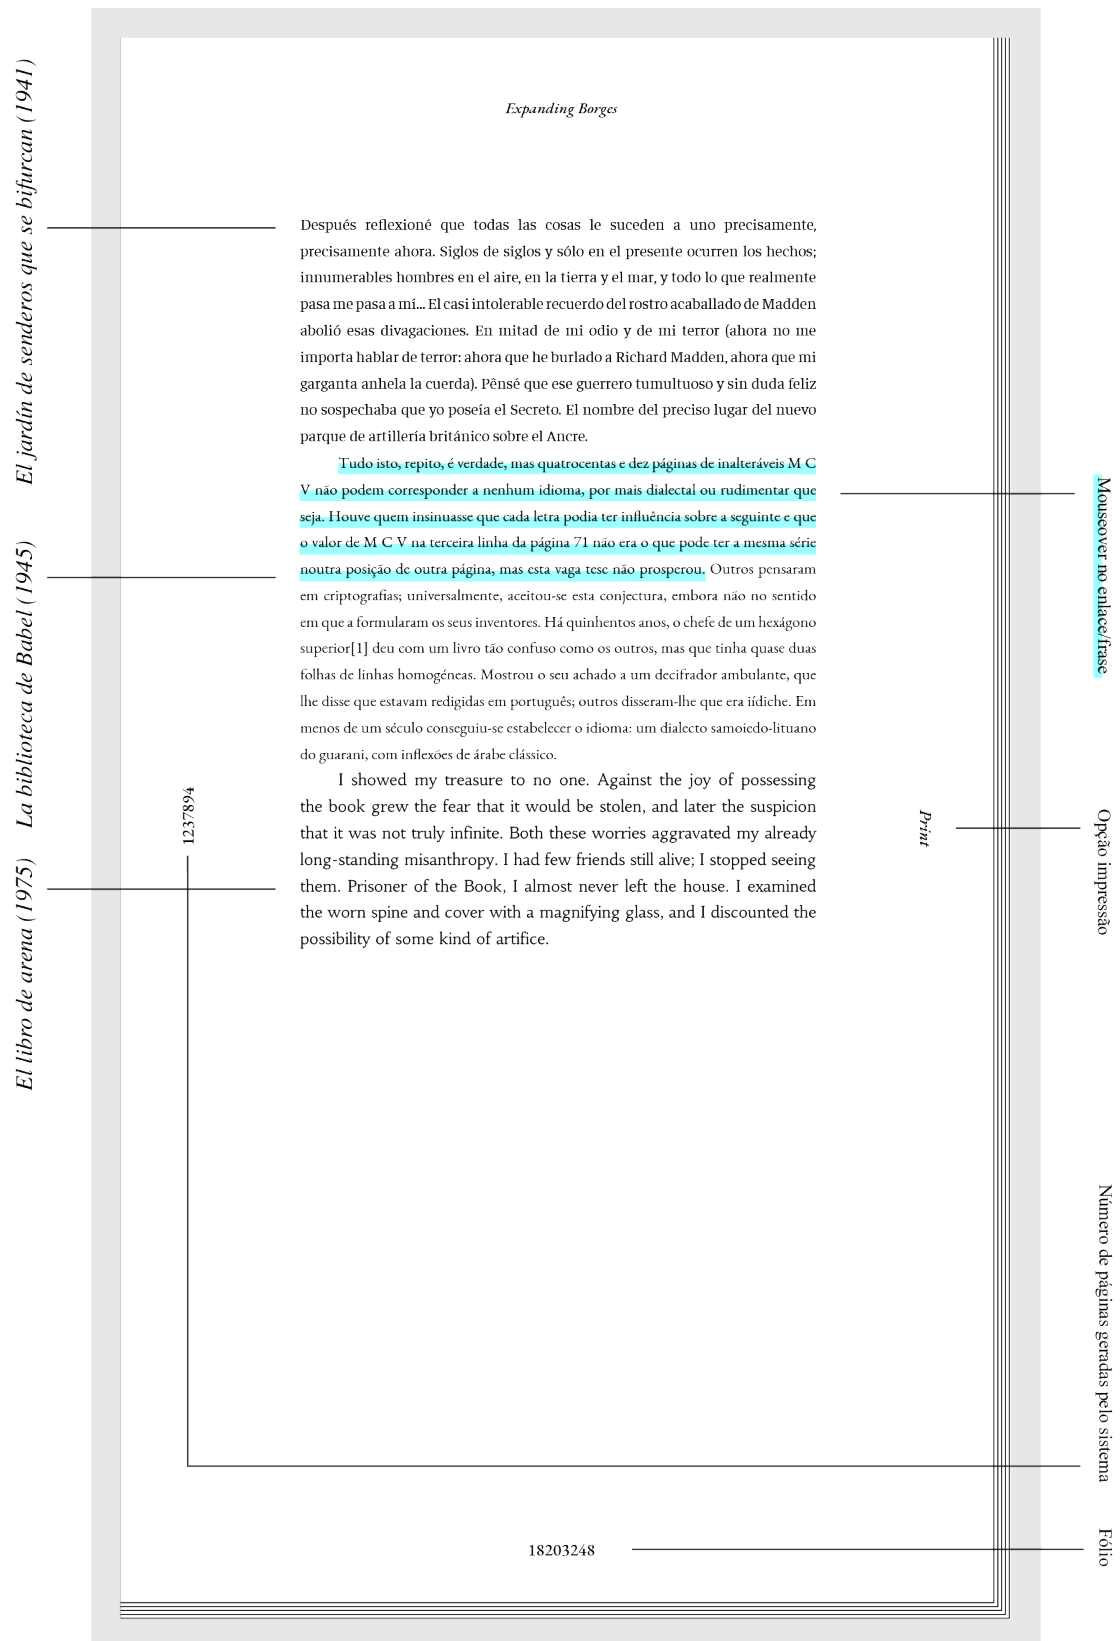 Expanding Borges
El jardín de senderos que se bifurcan (1941)
Después reflexioné que todas las cosas le suceden a uno precisamente,
precisamente ahora. Siglos de siglos y sólo en el presente ocurren los hechos;
innumerables hombres en el aire, en la tierra y el mar, y todo lo que realmente
pasa me pasa a mí... El casi intolerable recuerdo del rostro acaballado de Madden
abolió esas divagaciones. En mitad de mi odio y de mi terror (ahora no me
importa hablar de terror: ahora que he burlado a Richard Madden, ahora que mi
garganta anhela la cuerda). Pênsé que ese guerrero tumultuoso y sin duda feliz
no sospechaba que yo poseía el Secreto. El nombre del preciso lugar del nuevo
parque de artillería británico sobre el Ancre.
La biblioteca de Babel (1945)
Tudo isto, repito, é verdade, mas quatrocentas e dez páginas de inalteráveis M C
V não podem corresponder a nenhum idioma, por mais dialectal ou rudimentar que
seja. Houve quem insinuasse que cada letra podia ter influência sobre a seguinte e que
o valor de M C V na terceira linha da página 71 não era o que pode ter a mesma série
noutra posição de outra página, mas esta vaga tese não prosperou. Outros pensaram
em criptografias; universalmente, aceitou-se esta conjectura, embora não no sentido
em que a formularam os seus inventores. Há quinhentos anos, o chefe de um hexágono
superior[1] deu com um livro tão confuso como os outros, mas que tinha quase duas
folhas de linhas homogéneas. Mostrou o seu achado a um decifrador ambulante, que
lhe disse que estavam redigidas em português; outros disseram-lhe que era iídiche. Em
menos de um século conseguiu-se estabelecer o idioma: um dialecto samoiedo-lituano
do guarani, com inflexões de árabe clássico.
El libro de arena (1975)
I showed my treasure to no one. Against the joy of possessing
the book grew the fear that it would be stolen, and later the suspicion
that it was not truly infinite. Both these worries aggravated my already
long-standing misanthropy. I had few friends still alive; I stopped seeing
them. Prisoner of the Book, I almost never left the house. I examined
the worn spine and cover with a magnifying glass, and I discounted the
possibility of some kind of artifice.
1237894
Print
Mouseover no enlace/frase
Opção impressão
Número de páginas geradas pelo sistema
18203248
Fólio